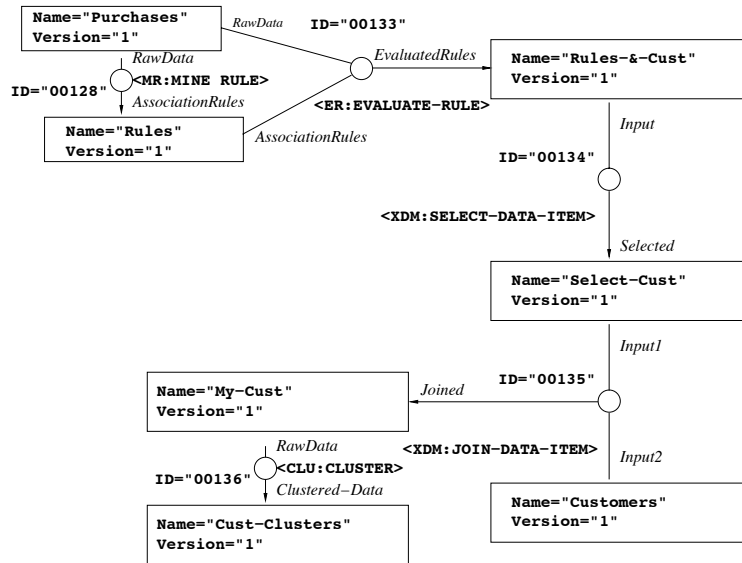 Name="Purchases"
Version="1"
RawData
ID="00133"
RawData
EvaluatedRules
Name="Rules-&-Cust"
Version="1"
ID="00128"
<MR:MINE RULE>
AssociationRules
<ER:EVALUATE-RULE>
Name="Rules"
Version="1"
AssociationRules
Input
ID="00134"
<XDM:SELECT-DATA-ITEM>
Selected
Name="Select-Cust"
Version="1"
Input1
ID="00135"
Joined
Name="My-Cust"
Version="1"
<XDM:JOIN-DATA-ITEM>
Input2
RawData
ID="00136"
<CLU:CLUSTER>
Clustered-Data
Name="Customers"
Version="1"
Name="Cust-Clusters"
Version="1"